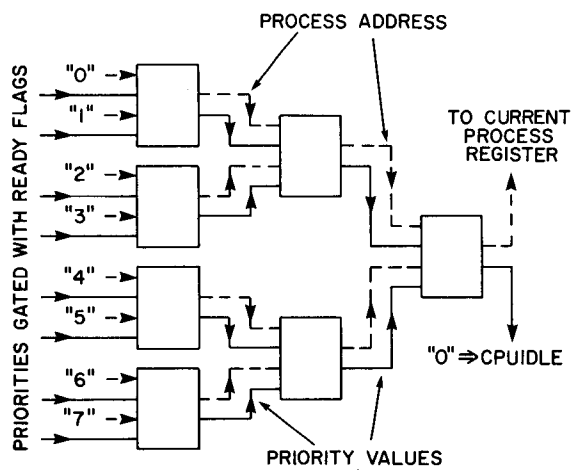 PROCESS ADDRESS
PRIORITIES GATED WITH READY FLAGS
"0"
"1"
"2"
"3"
"4"
"5"
"6"
"7"
TO CURRENT
PROCESS
REGISTER
"0" ⇒ CPUIDLE
PRIORITY VALUES